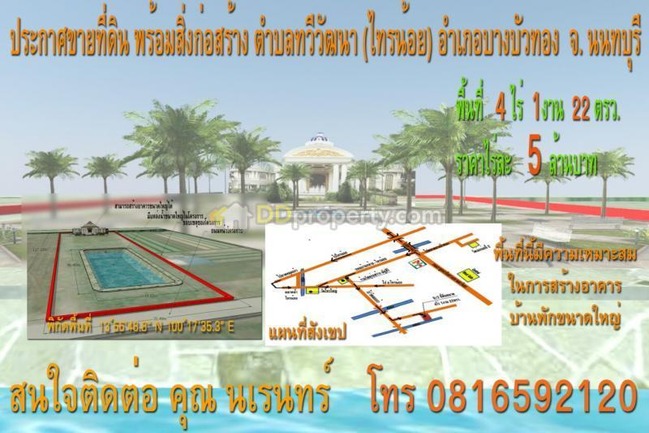 ประกาศขายที่ดิน พร้อมสิ่งก่อสร้าง ตำบลทวีวัฒนา (ไทรน้อย) อำเภอบางบัวทอง จ. นนทบุรี
พื้นที่ 4 ไร่ 1งาน 22 ตรว.
ราคาไร่ละ 5 ล้านบาท
DDproperty.com
พื้นที่นี้มีความเหมาะสม
ในการสร้างอาคาร
บ้านพักขนาดใหญ่
พิกัดพื้นที่ 13°56'48.6" N 100°17'35.3" E
แผนที่สังเขป
สนใจติดต่อ คุณ นเรนทร์ โทร 0816592120